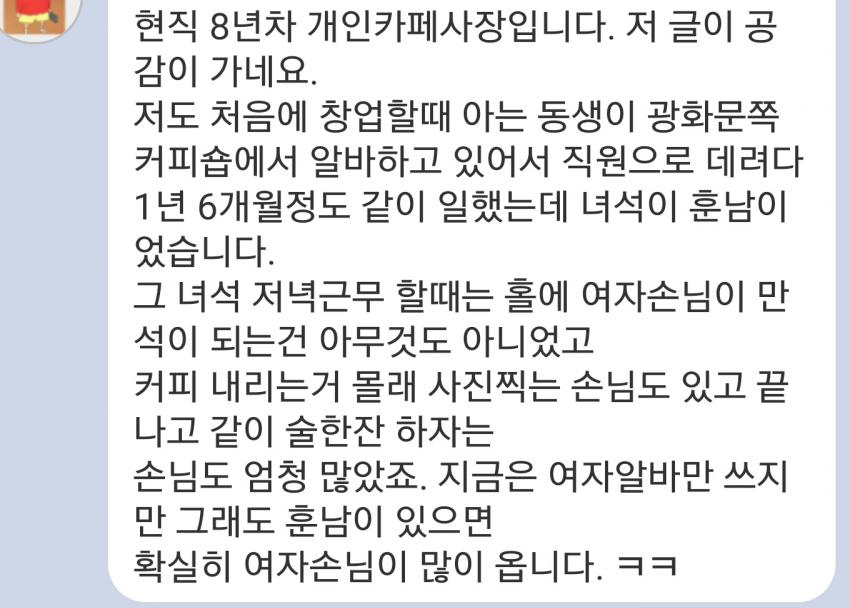 현직 8년차 개인카페사장입니다. 저 글이 공
감이 가네요.
저도 처음에 창업할때 아는 동생이 광화문쪽
커피숍에서 알바하고 있어서 직원으로 데려다
1년 6개월정도 같이 일했는데 녀석이 훈남이
었습니다.
그 녀석 저녁근무 할때는 홀에 여자손님이 만
석이 되는건 아무것도 아니었고
커피 내리는거 몰래 사진찍는 손님도 있고 끝
나고 같이 술한잔 하자는
손님도 엄청 많았죠. 지금은 여자알바만 쓰지
만 그래도 훈남이 있으면
확실히 여자손님이 많이 옵니다. ㅋㅋ